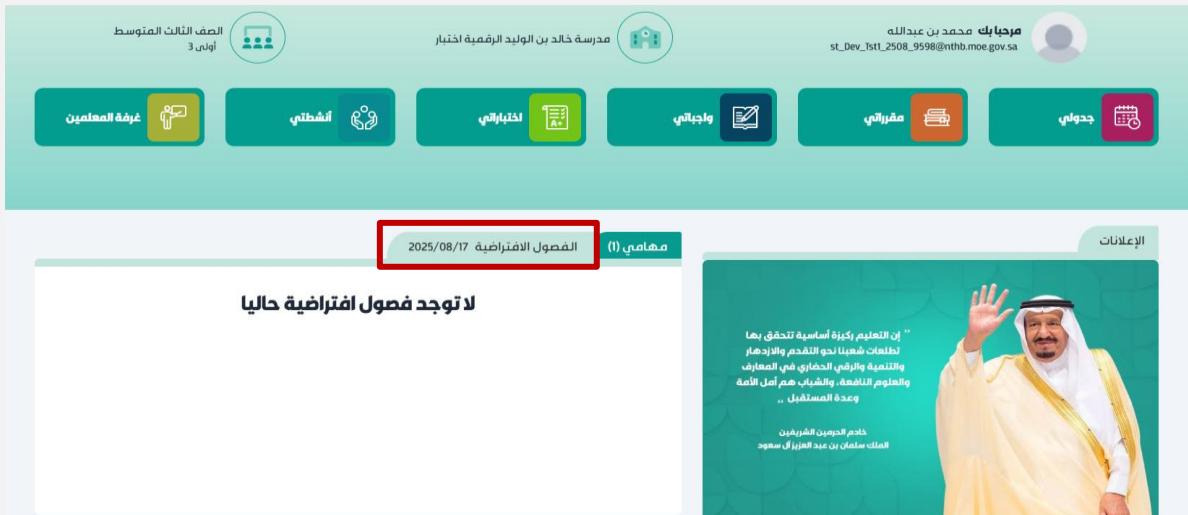 مرحبا بك محمد بن عبدالله
st_Dev_Tst1_2508_9598@nthb.moe.gov.sa
مدرسة خالد بن الوليد الرقمية اختبار
الصف الثالث المتوسط
أولى 3
جدولي
مقرراتي
واجباتي
اختباراتي
A+
أنشطتي
غرفة المعلمين
الإعلانات
" إن التعليم ركيزة أساسية تتحقق بها
تطلعات شعبنا نحو التقدم والازدهار
والتنمية والرقي الحضاري في المعارف
والعلوم النافعة، والشباب هم أمل الأمة
وعدة المستقبل ,,
خادم الحرمين الشريفين
الملك سلمان بن عبد العزيز آل سعود
مهامي (1)
الفصول الافتراضية 2025/08/17
لا توجد فصول افتراضية حاليا